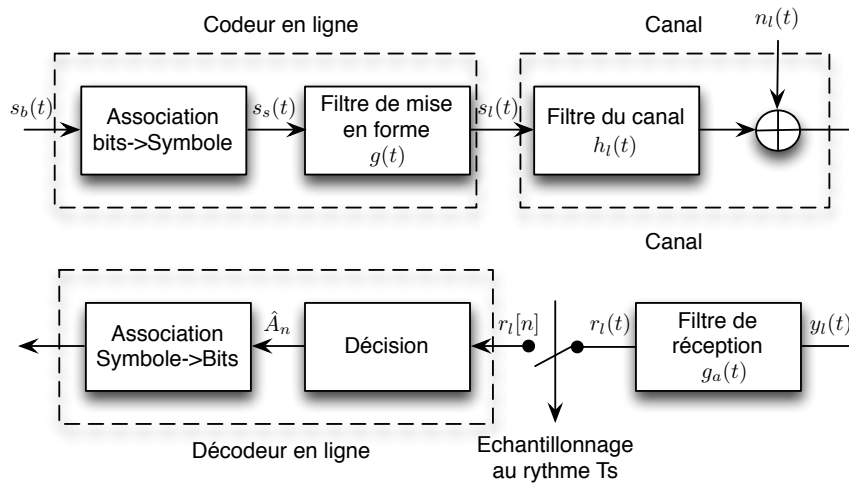 Codeur en ligne
Canal
n_l(t)
s_b(t)
Association
bits->Symbole
s_s(t)
Filtre de mise
en forme
g(t)
s_l(t)
Filtre du canal
h_l(t)
Canal
Association
Symbole->Bits
Â_n
Décision
r_l[n]
r_l(t)
Filtre de
réception
g_a(t)
y_l(t)
Décodeur en ligne
Echantillonnage
au rythme Ts